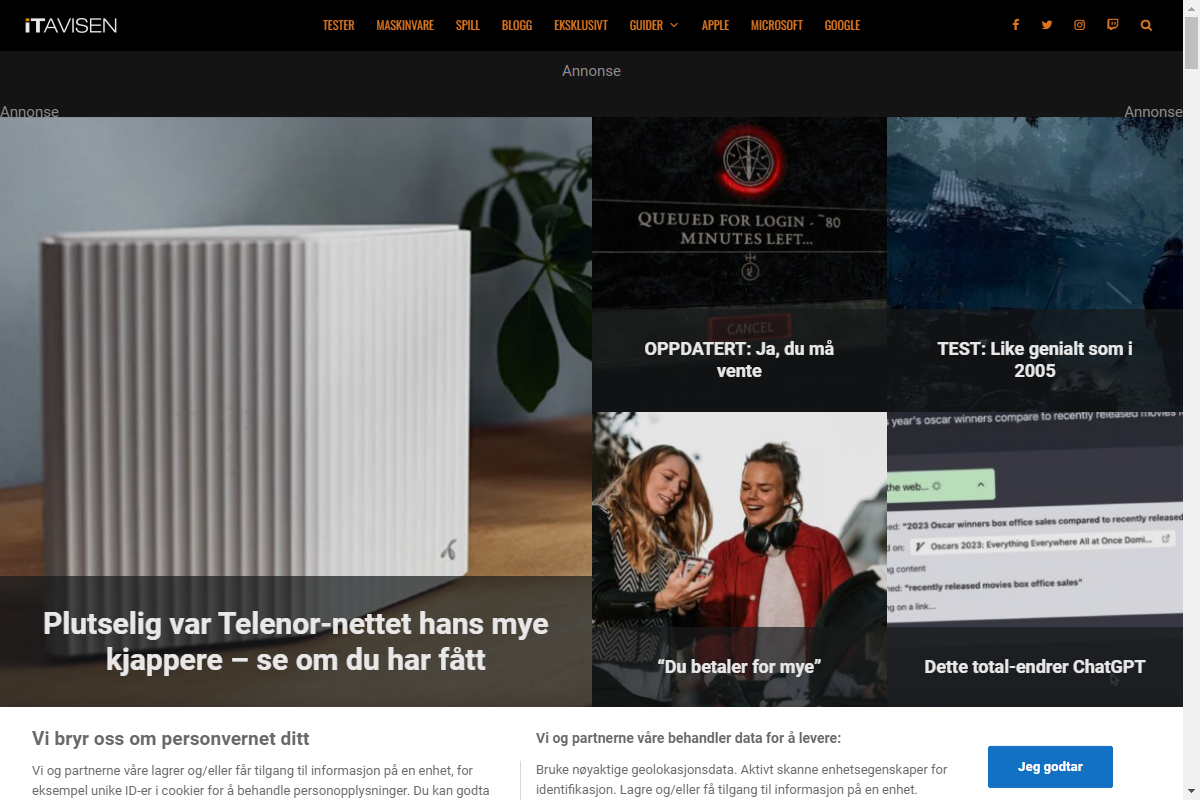 iTAVISEN
TESTER MASKINVARE SPILL BLOGG EKSKLUSIVT GUIDER APPLE MICROSOFT GOOGLE
Annonse
Annonse
Annonse
QUEUED FOR LOGIN - ~80
MINUTES LEFT...
CANCEL
OPPDATERT: Ja, du må
vente
TEST: Like genialt som i
2005
Plutselig var Telenor-nettet hans mye
kjappere – se om du har fått
“Du betaler for mye”
year's oscar winners compare to recently released movies
the web...
“2023 Oscar winners box office sales compared to recently released
on: Oscars 2023: Everything Everywhere All at Once Domi...
content
“recently released movies box office sales”
on a link...
Dette total-endrer ChatGPT
Vi bryr oss om personvernet ditt
Vi og partnerne våre lagrer og/eller får tilgang til informasjon på en enhet, for
eksempel unike ID-er i cookier for å behandle personopplysninger. Du kan godta
Vi og partnerne våre behandler data for å levere:
Bruke nøyaktige geolokasjonsdata. Aktivt skanne enhetsegenskaper for
identifikasjon. Lagre og/eller få tilgang til informasjon på en enhet.
Jeg godtar